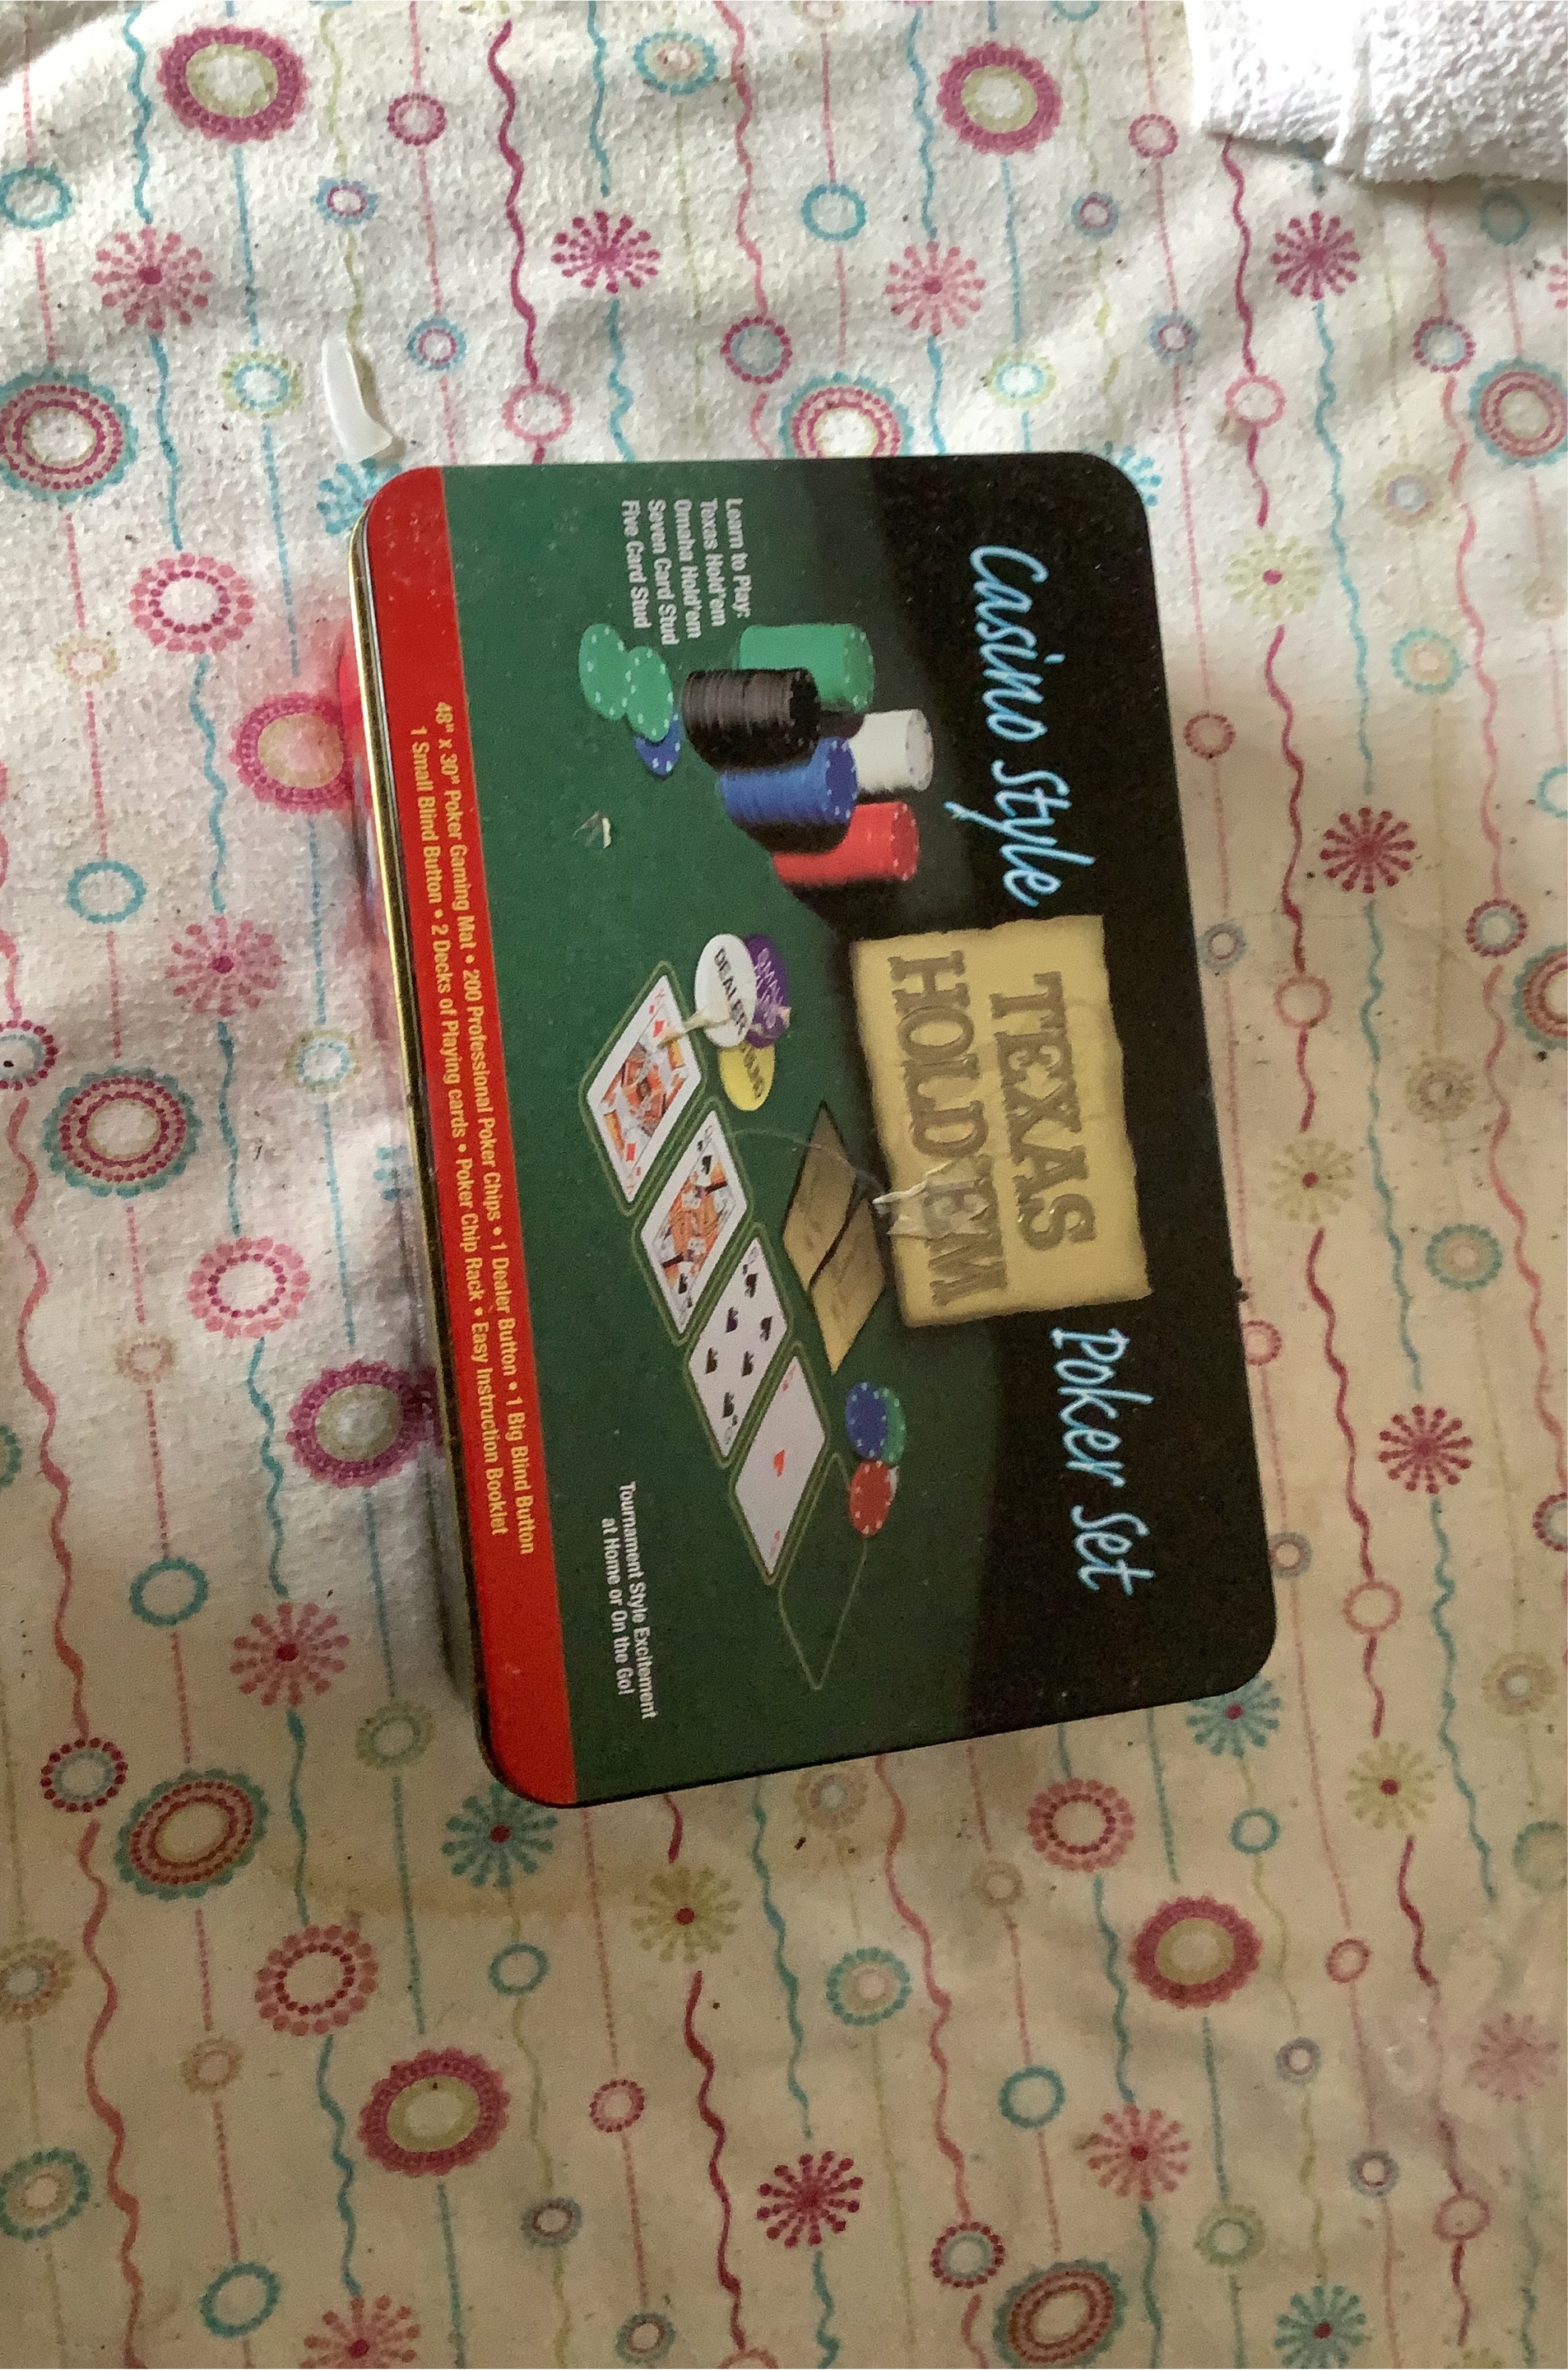 Casino Style
TEXAS
HOLD'EM
Poker Set
Learn to Play:
Texas Hold'em
Omaha Hold'em
Seven Card Stud
Five Card Stud
DEALER
Tournament Style Excitement
at Home or On the Go!
48" x 30" Poker Gaming Mat • 200 Professional Poker Chips • 1 Dealer Button • 1 Big Blind Button
1 Small Blind Button • 2 Decks of Playing cards • Poker Chip Rack • Easy Instruction Booklet